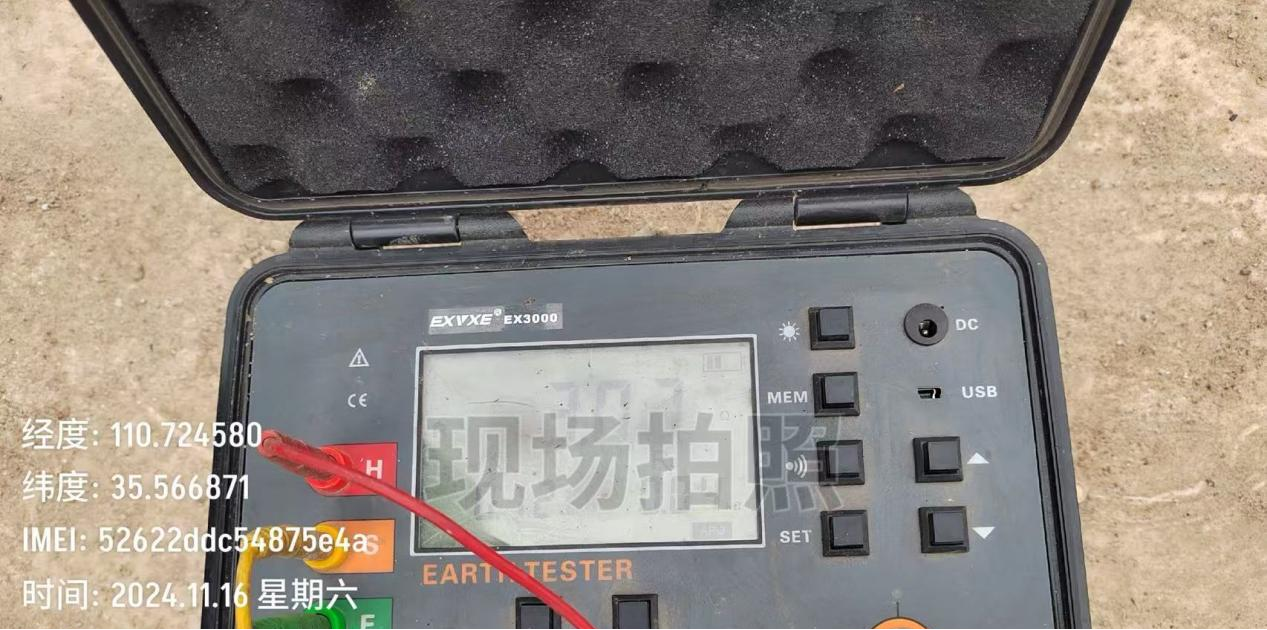 EXVXE® EX3000
DC
MEM
USB
CE
经度: 110.724580
H
现场拍照
纬度: 35.566871
SET
IMEI: 52622ddc54875e4a
S
EARTH TESTER
时间: 2024.11.16 星期六
E